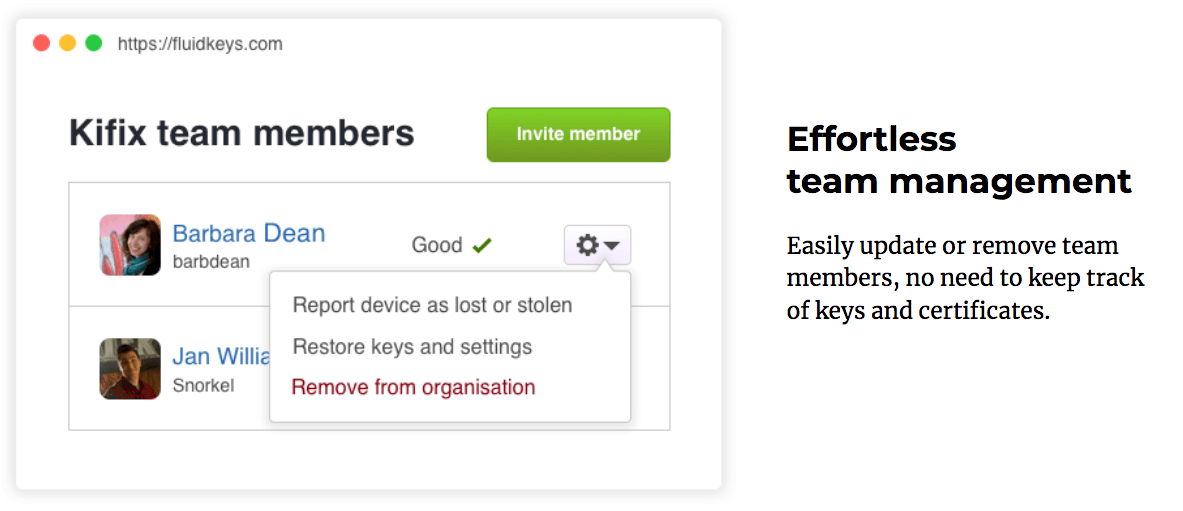 https://fluidkeys.com
Kifix team members
Invite member
Barbara Dean
barbdean
Good
Report device as lost or stolen
Restore keys and settings
Remove from organisation
Jan Willia
Snorkel
Effortless
team management
Easily update or remove team
members, no need to keep track
of keys and certificates.